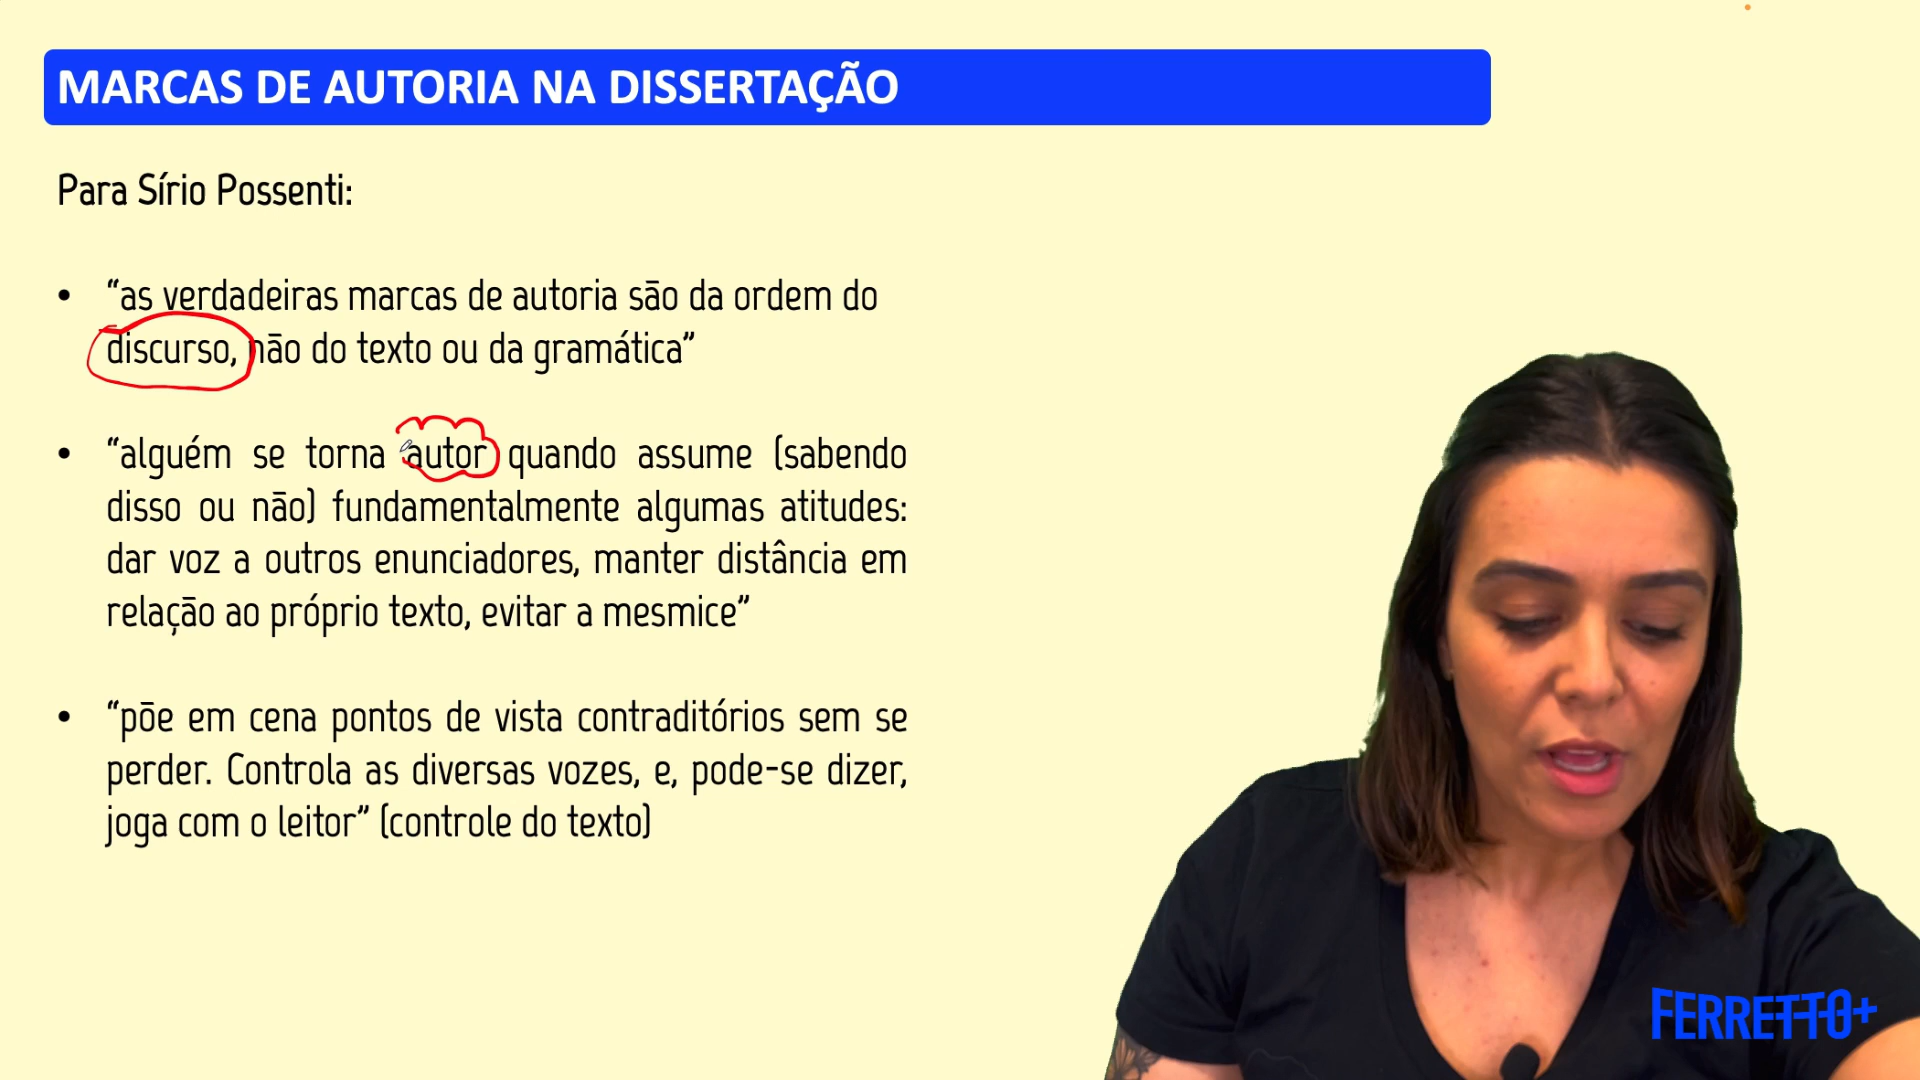 MARCAS DE AUTORIA NA DISSERTAÇÃO
Para Sírio Possenti:
• “as verdadeiras marcas de autoria são da ordem do
discurso, não do texto ou da gramática”
• “alguém se torna autor quando assume (sabendo
disso ou não) fundamentalmente algumas atitudes:
dar voz a outros enunciadores, manter distância em
relação ao próprio texto, evitar a mesmice”
• “põe em cena pontos de vista contraditórios sem se
perder. Controla as diversas vozes, e, pode-se dizer,
joga com o leitor” (controle do texto)
FERRETTO+